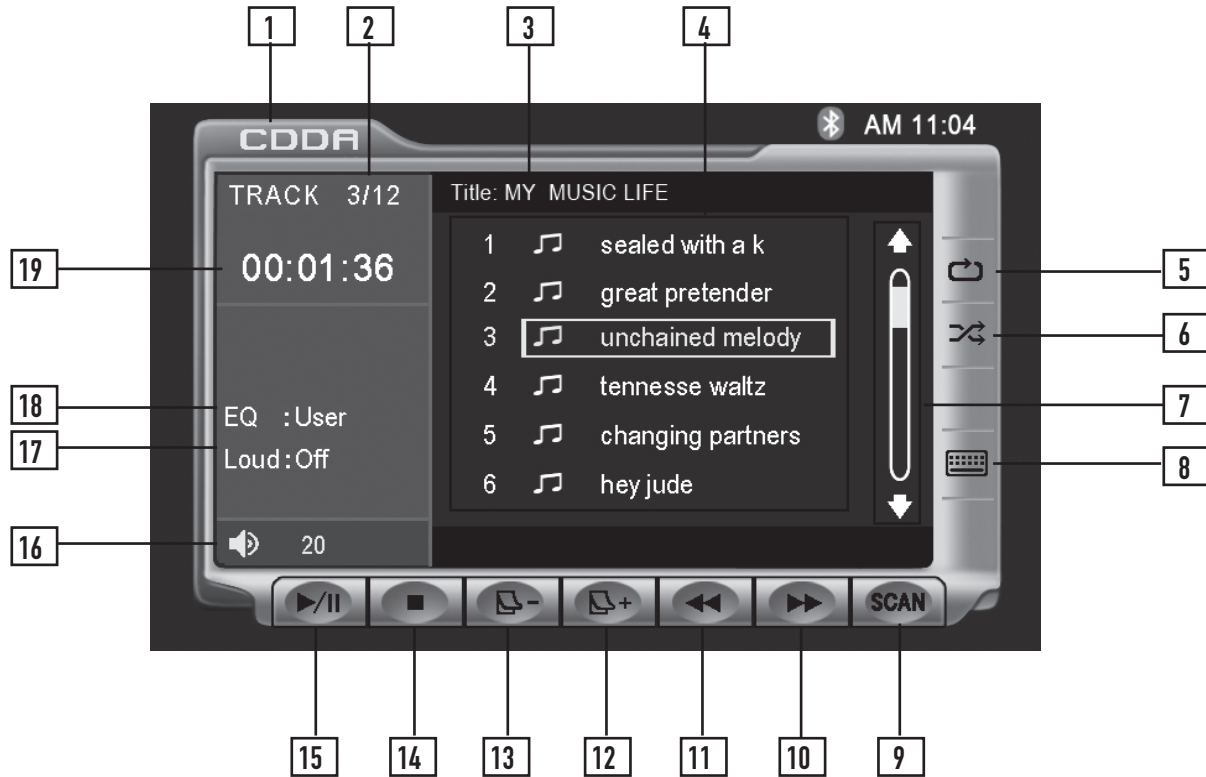 1 2 3 4
CDDA
AM 11:04
TRACK 3/12
00:01:36
EQ :User
Loud:Off
20
Title: MY MUSIC LIFE
1 sealed with a k
2 great pretender
3 unchained melody
4 tennesse waltz
5 changing partners
6 hey jude
SCAN
5
6
7
8
19
18
17
16
15 14 13 12 11 10 9